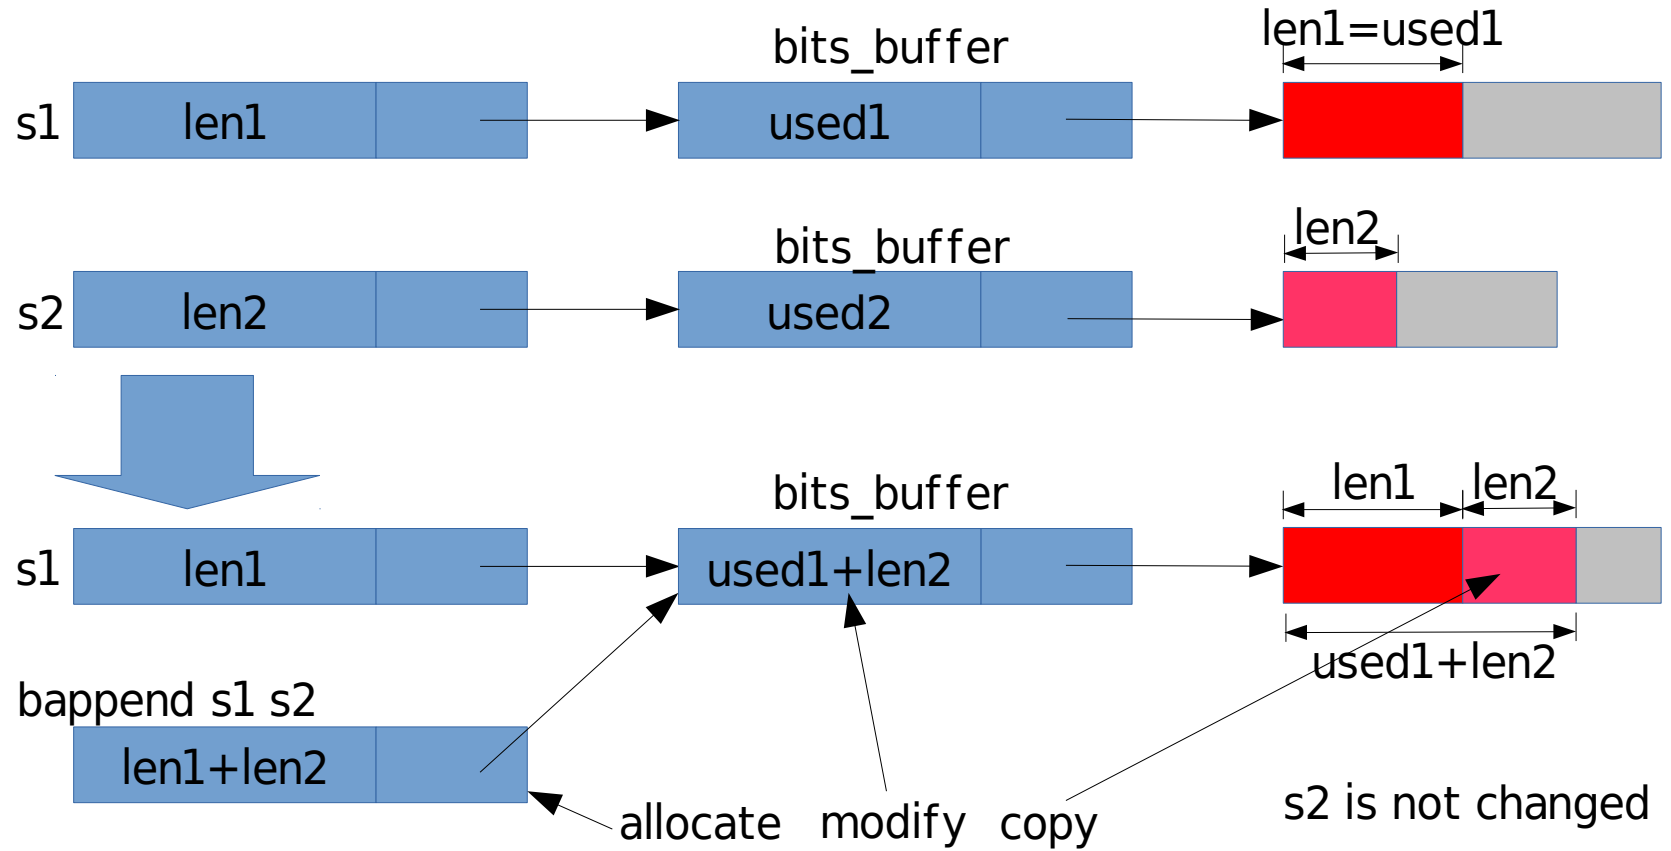 bits_buffer
len1=used1
s1
len1
used1
bits_buffer
len2
s2
len2
used2
bits_buffer
len1
len2
s1
len1
used1+len2
used1+len2
bappend s1 s2
len1+len2
allocate
modify
copy
s2 is not changed